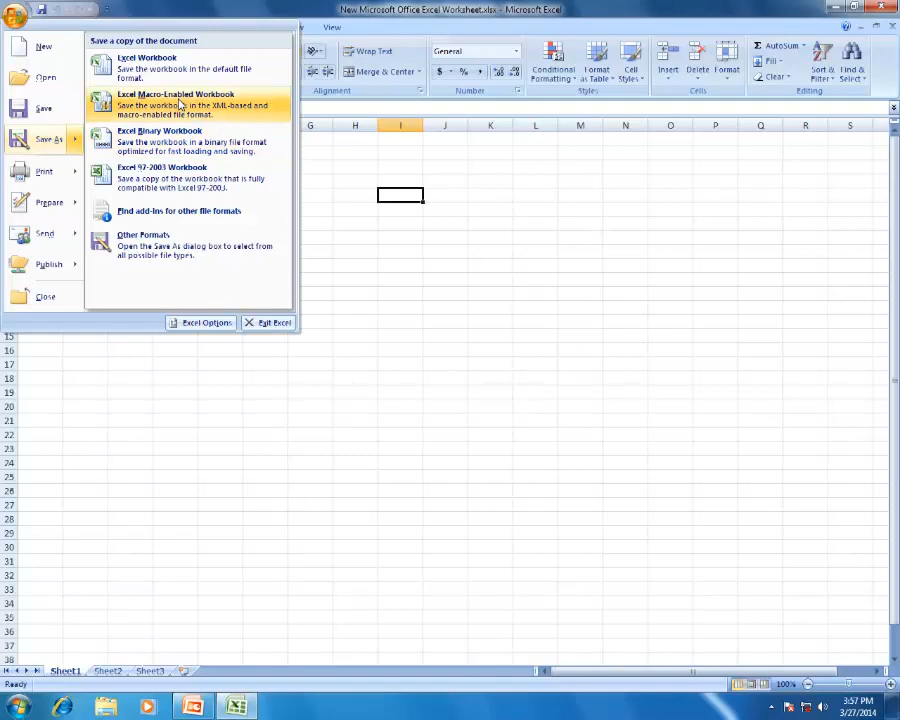 New Microsoft Office Excel Worksheet.xlsx - Microsoft Excel
View
Wrap Text
General
Merge & Center
$ % ,
Conditional Formatting
Format as Table
Cell Styles
Insert
Delete
Format
Σ AutoSum
Fill
Clear
Sort & Filter
Find & Select
Alignment
Number
Styles
Cells
Editing
New
Open
Save
Save As
Print
Prepare
Send
Publish
Close
Save a copy of the document
Excel Workbook
Save the workbook in the default file
format.
Excel Macro-Enabled Workbook
Save the workbook in the XML-based and
macro-enabled file format.
Excel Binary Workbook
Save the workbook in a binary file format
optimized for fast loading and saving.
Excel 97-2003 Workbook
Save a copy of the workbook that is fully
compatible with Excel 97-2003.
Find add-ins for other file formats
Other Formats
Open the Save As dialog box to select from
all possible file types.
Excel Options
Exit Excel
G H I J K L M N O P Q R S
15
16
17
18
19
20
21
22
23
24
25
26
27
28
29
30
31
32
33
34
35
36
37
38
Sheet1 Sheet2 Sheet3
Ready
100%
3:57 PM
3/27/2014